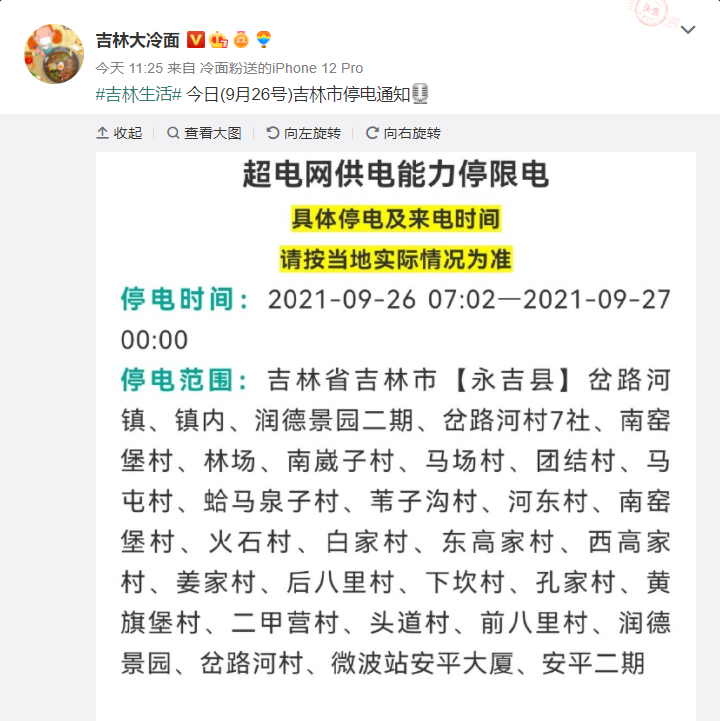 吉林大冷面
今天 11:25 来自 冷面粉送的iPhone 12 Pro
#吉林生活# 今日(9月26号)吉林市停电通知
收起 查看大图 向左旋转 向右旋转
超电网供电能力停限电
具体停电及来电时间
请按当地实际情况为准
停电时间：2021-09-26 07:02—2021-09-27
00:00
停电范围：吉林省吉林市【永吉县】岔路河
镇、镇内、润德景园二期、岔路河村7社、南窑
堡村、林场、南崴子村、马场村、团结村、马
屯村、蛤马泉子村、苇子沟村、河东村、南窑
堡村、火石村、白家村、东高家村、西高家
村、姜家村、后八里村、下坎村、孔家村、黄
旗堡村、二甲营村、头道村、前八里村、润德
景园、岔路河村、微波站安平大厦、安平二期